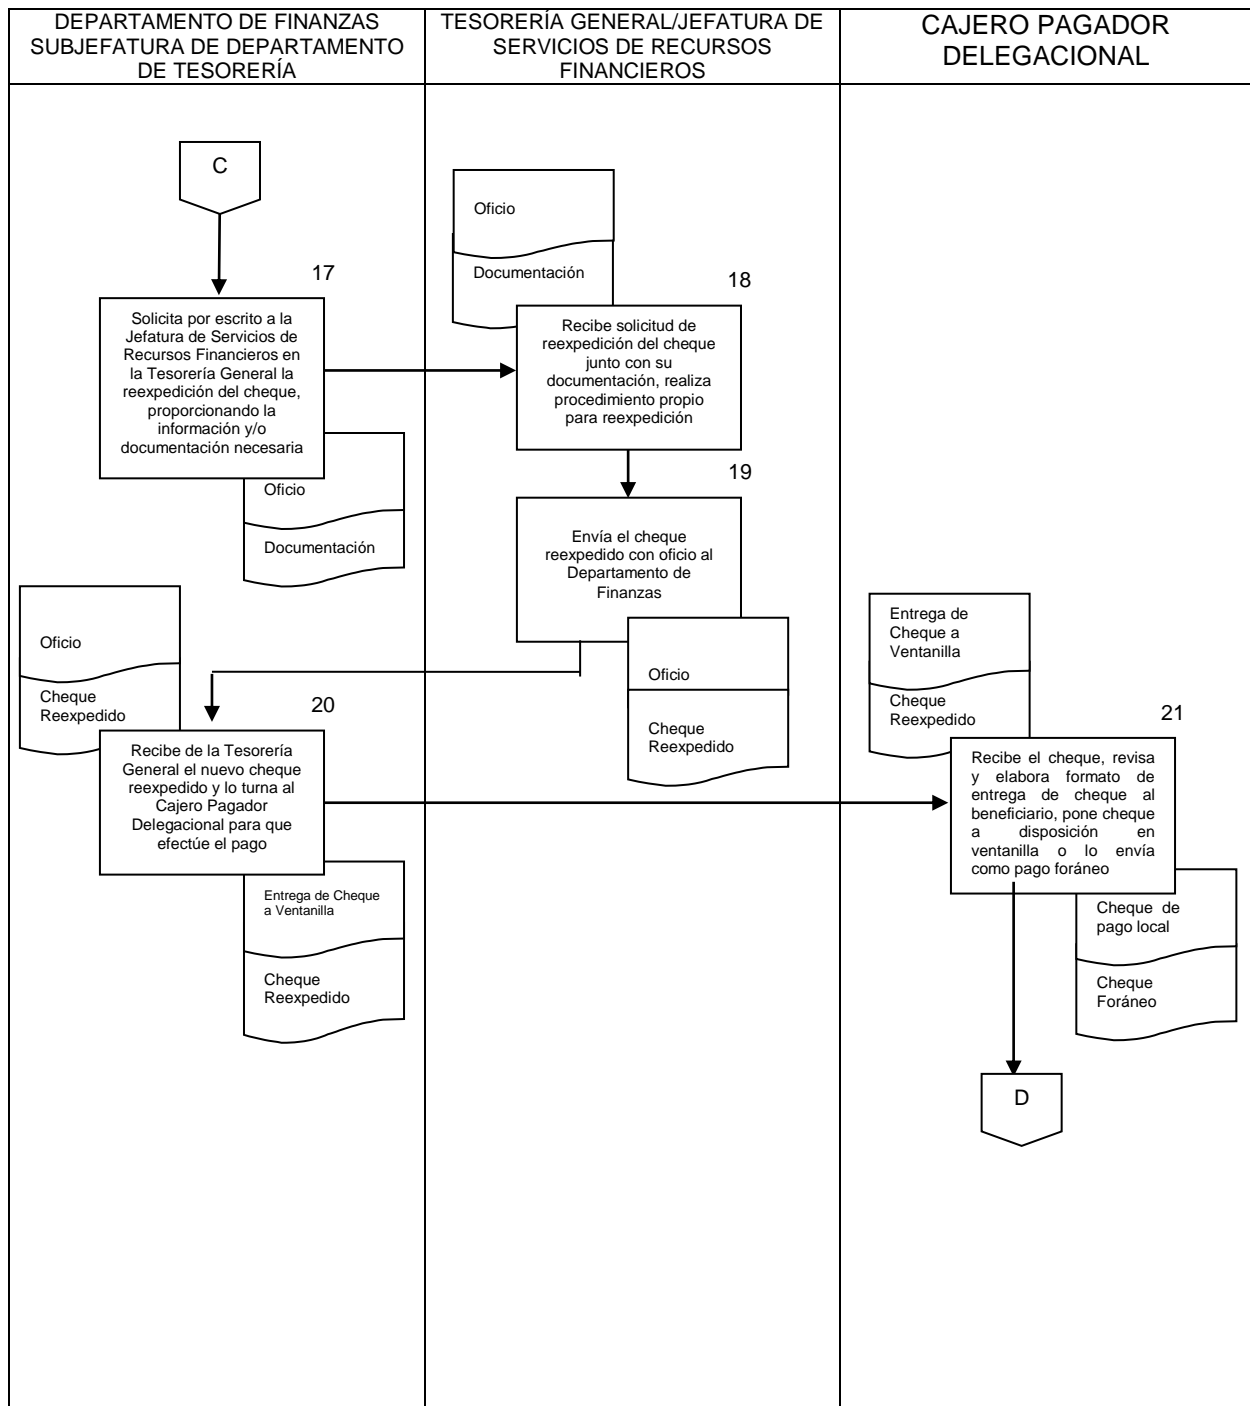 DEPARTAMENTO DE FINANZAS
SUBJEFATURA DE DEPARTAMENTO
DE TESORERÍA
TESORERÍA GENERAL/JEFATURA DE
SERVICIOS DE RECURSOS
FINANCIEROS
CAJERO PAGADOR
DELEGACIONAL
C
17
Solicita por escrito a la
Jefatura de Servicios de
Recursos Financieros en
la Tesorería General la
reexpedición del cheque,
proporcionando la
información y/o
documentación necesaria
Oficio
Documentación
Oficio
Documentación
18
Recibe solicitud de
reexpedición del cheque
junto con su
documentación, realiza
procedimiento propio
para reexpedición
19
Envía el cheque
reexpedido con oficio al
Departamento de
Finanzas
Oficio
Cheque
Reexpedido
Oficio
Cheque
Reexpedido
20
Recibe de la Tesorería
General el nuevo cheque
reexpedido y lo turna al
Cajero Pagador
Delegacional para que
efectúe el pago
Entrega de Cheque
a Ventanilla
Cheque
Reexpedido
Entrega de
Cheque a
Ventanilla
Cheque
Reexpedido
21
Recibe el cheque, revisa
y elabora formato de
entrega de cheque al
beneficiario, pone cheque
a disposición en
ventanilla o lo envía
como pago foráneo
Cheque de
pago local
Cheque
Foráneo
D